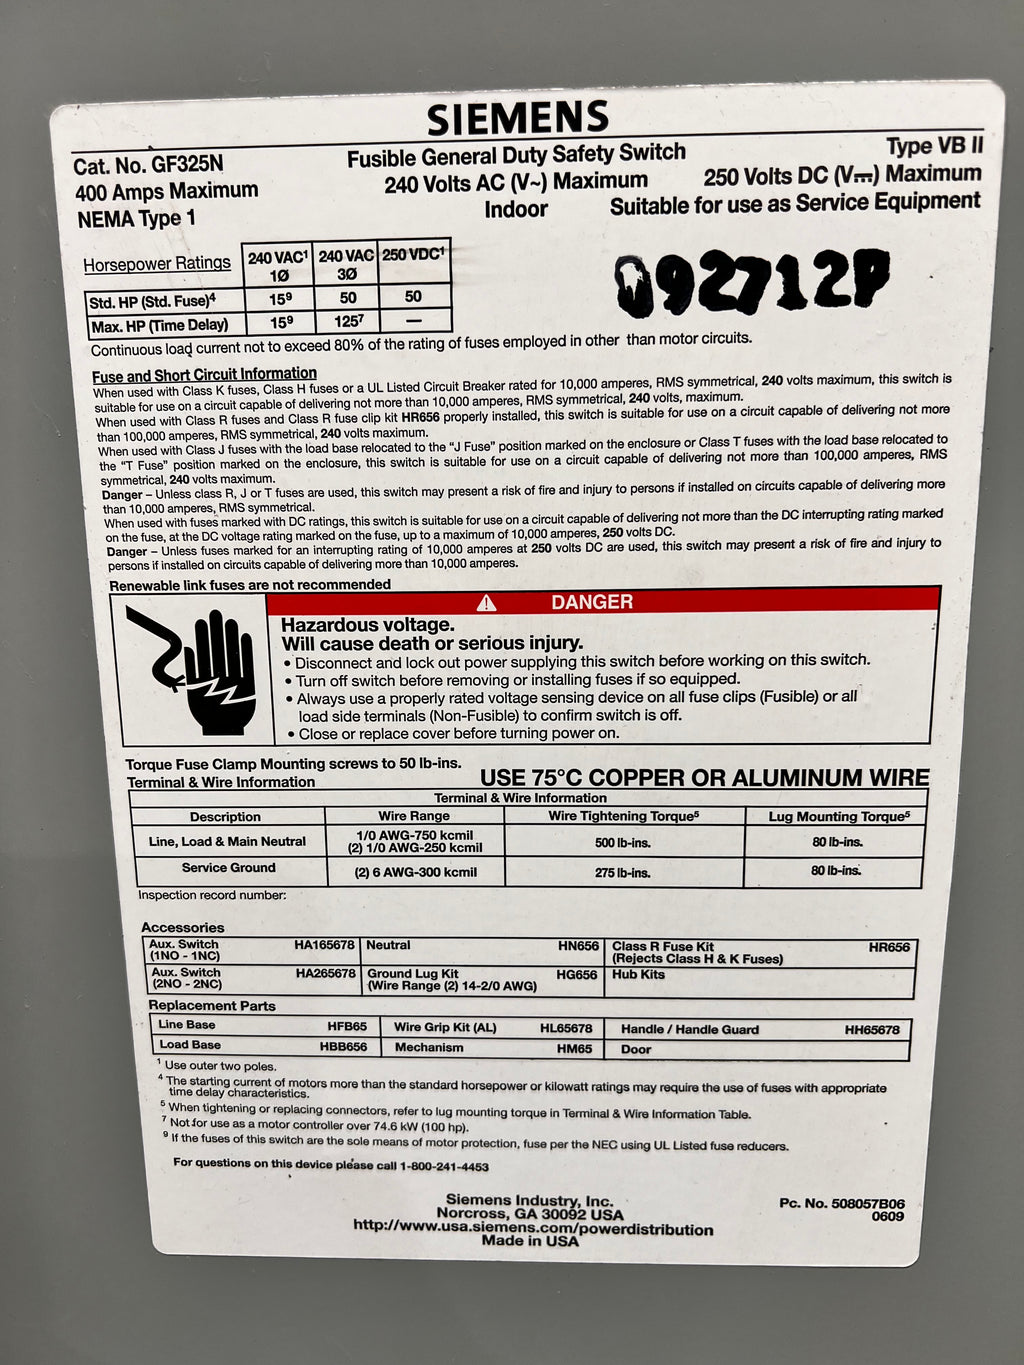 SIEMENS
Cat. No. GF325N
400 Amps Maximum
NEMA Type 1
Fusible General Duty Safety Switch
240 Volts AC (V~) Maximum
Indoor
Type VB II
250 Volts DC (V⎓) Maximum
Suitable for use as Service Equipment
092712P
Horsepower Ratings | 240 VAC¹ 1Ø | 240 VAC 3Ø | 250 VDC¹
Std. HP (Std. Fuse)⁴ | 15⁹ | 50 | 50
Max. HP (Time Delay) | 15⁹ | 125⁷ | —
Continuous load current not to exceed 80% of the rating of fuses employed in other than motor circuits.
Fuse and Short Circuit Information
When used with Class K fuses, Class H fuses or a UL Listed Circuit Breaker rated for 10,000 amperes, RMS symmetrical, 240 volts maximum, this switch is
suitable for use on a circuit capable of delivering not more than 10,000 amperes, RMS symmetrical, 240 volts, maximum.
When used with Class R fuses and Class R fuse clip kit HR656 properly installed, this switch is suitable for use on a circuit capable of delivering not more
than 100,000 amperes, RMS symmetrical, 240 volts maximum.
When used with Class J fuses with the load base relocated to the "J Fuse" position marked on the enclosure or Class T fuses with the load base relocated to
the "T Fuse" position marked on the enclosure, this switch is suitable for use on a circuit capable of delivering not more than 100,000 amperes, RMS
symmetrical, 240 volts maximum.
Danger – Unless class R, J or T fuses are used, this switch may present a risk of fire and injury to persons if installed on circuits capable of delivering more
than 10,000 amperes, RMS symmetrical.
When used with fuses marked with DC ratings, this switch is suitable for use on a circuit capable of delivering not more than the DC interrupting rating marked
on the fuse, at the DC voltage rating marked on the fuse, up to a maximum of 10,000 amperes, 250 volts DC.
Danger – Unless fuses marked for an interrupting rating of 10,000 amperes at 250 volts DC are used, this switch may present a risk of fire and injury to
persons if installed on circuits capable of delivering more than 10,000 amperes.
Renewable link fuses are not recommended
⚠ DANGER
Hazardous voltage.
Will cause death or serious injury.
• Disconnect and lock out power supplying this switch before working on this switch.
• Turn off switch before removing or installing fuses if so equipped.
• Always use a properly rated voltage sensing device on all fuse clips (Fusible) or all
load side terminals (Non-Fusible) to confirm switch is off.
• Close or replace cover before turning power on.
Torque Fuse Clamp Mounting screws to 50 lb-ins.
Terminal & Wire Information
USE 75°C COPPER OR ALUMINUM WIRE
Terminal & Wire Information
Description | Wire Range | Wire Tightening Torque⁵ | Lug Mounting Torque⁵
Line, Load & Main Neutral | 1/0 AWG-750 kcmil (2) 1/0 AWG-250 kcmil | 500 lb-ins. | 80 lb-ins.
Service Ground | (2) 6 AWG-300 kcmil | 275 lb-ins. | 80 lb-ins.
Inspection record number:
Accessories
Aux. Switch (1NO - 1NC) HA165678 | Neutral HN656 | Class R Fuse Kit (Rejects Class H & K Fuses) HR656
Aux. Switch (2NO - 2NC) HA265678 | Ground Lug Kit (Wire Range (2) 14-2/0 AWG) HG656 | Hub Kits
Replacement Parts
Line Base HFB65 | Wire Grip Kit (AL) HL65678 | Handle / Handle Guard HH65678
Load Base HBB656 | Mechanism HM65 | Door
¹ Use outer two poles.
⁴ The starting current of motors more than the standard horsepower or kilowatt ratings may require the use of fuses with appropriate
time delay characteristics.
⁵ When tightening or replacing connectors, refer to lug mounting torque in Terminal & Wire Information Table.
⁷ Not for use as a motor controller over 74.6 kW (100 hp).
⁹ If the fuses of this switch are the sole means of motor protection, fuse per the NEC using UL Listed fuse reducers.
For questions on this device please call 1-800-241-4453
Siemens Industry, Inc.
Norcross, GA 30092 USA
http://www.usa.siemens.com/powerdistribution
Made in USA
Pc. No. 508057B06
0609